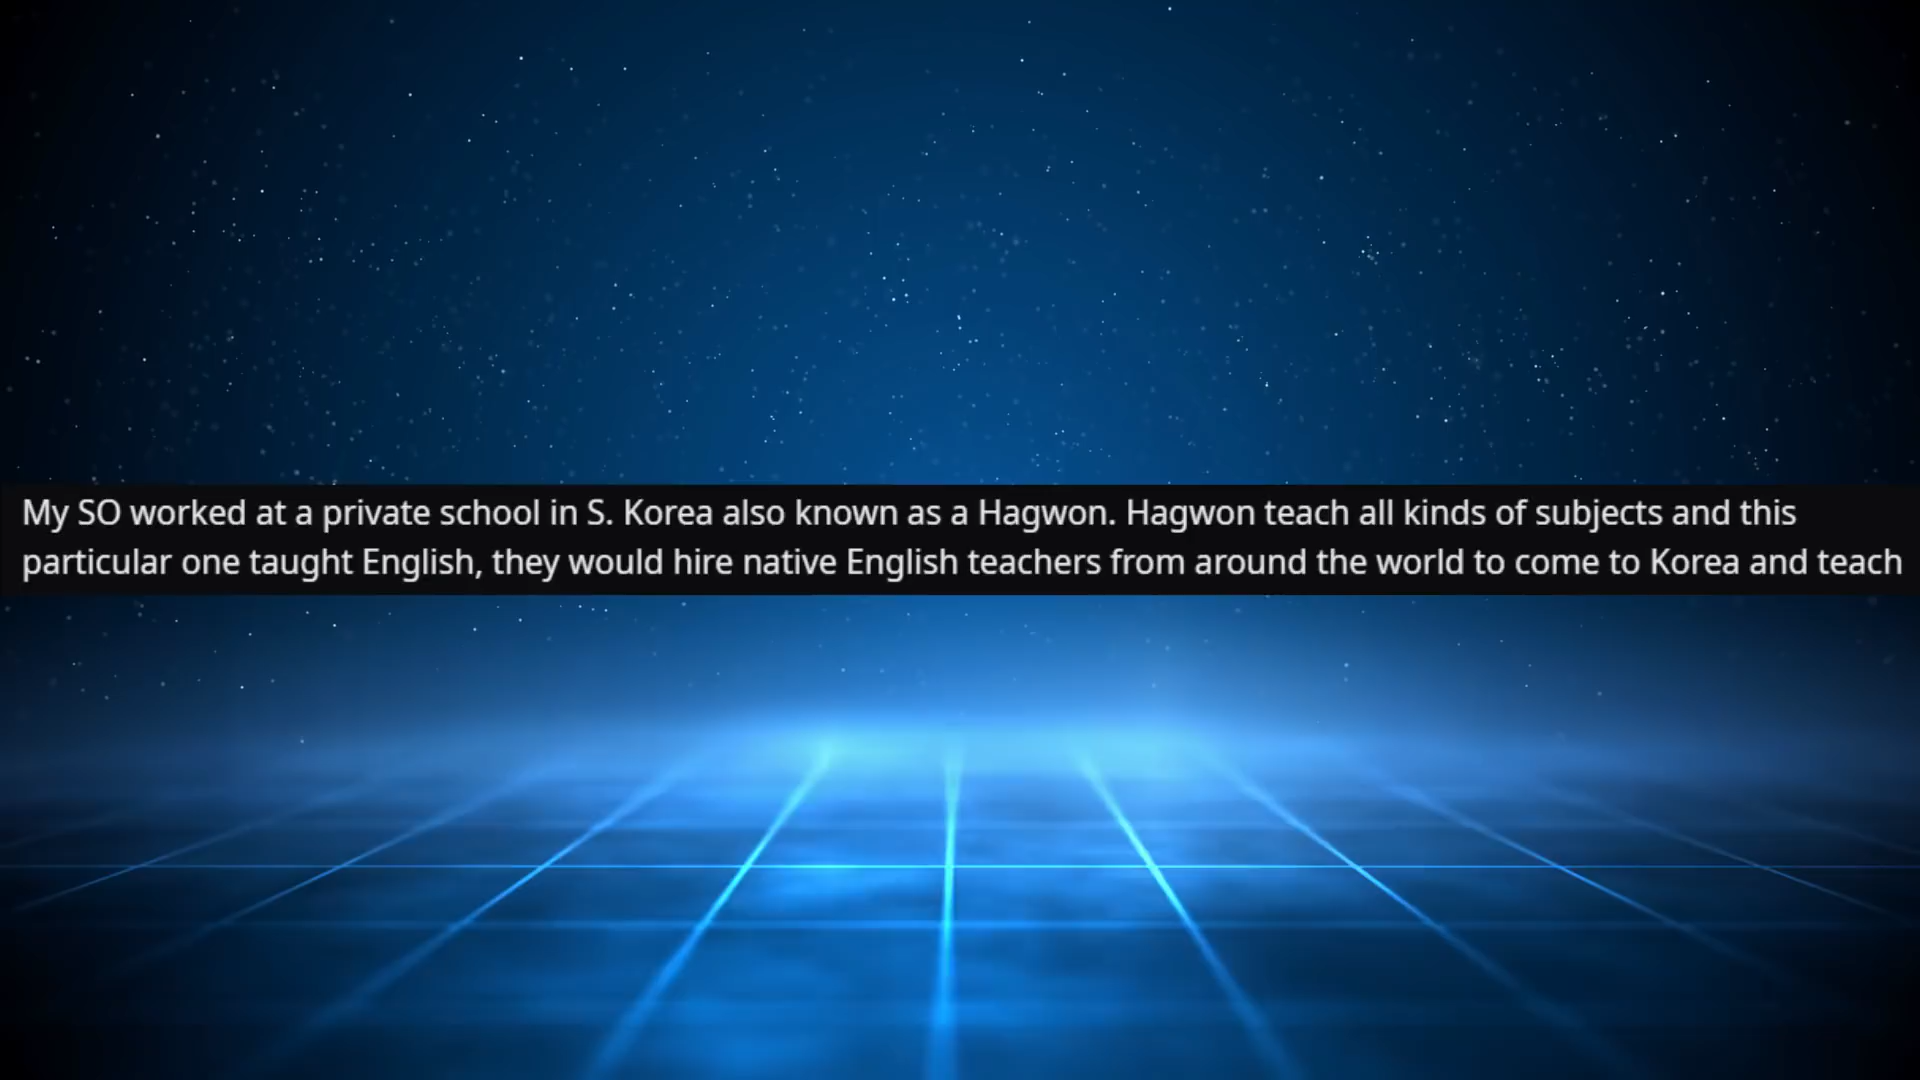 My SO worked at a private school in S. Korea also known as a Hagwon. Hagwon teach all kinds of subjects and this
particular one taught English, they would hire native English teachers from around the world to come to Korea and teach